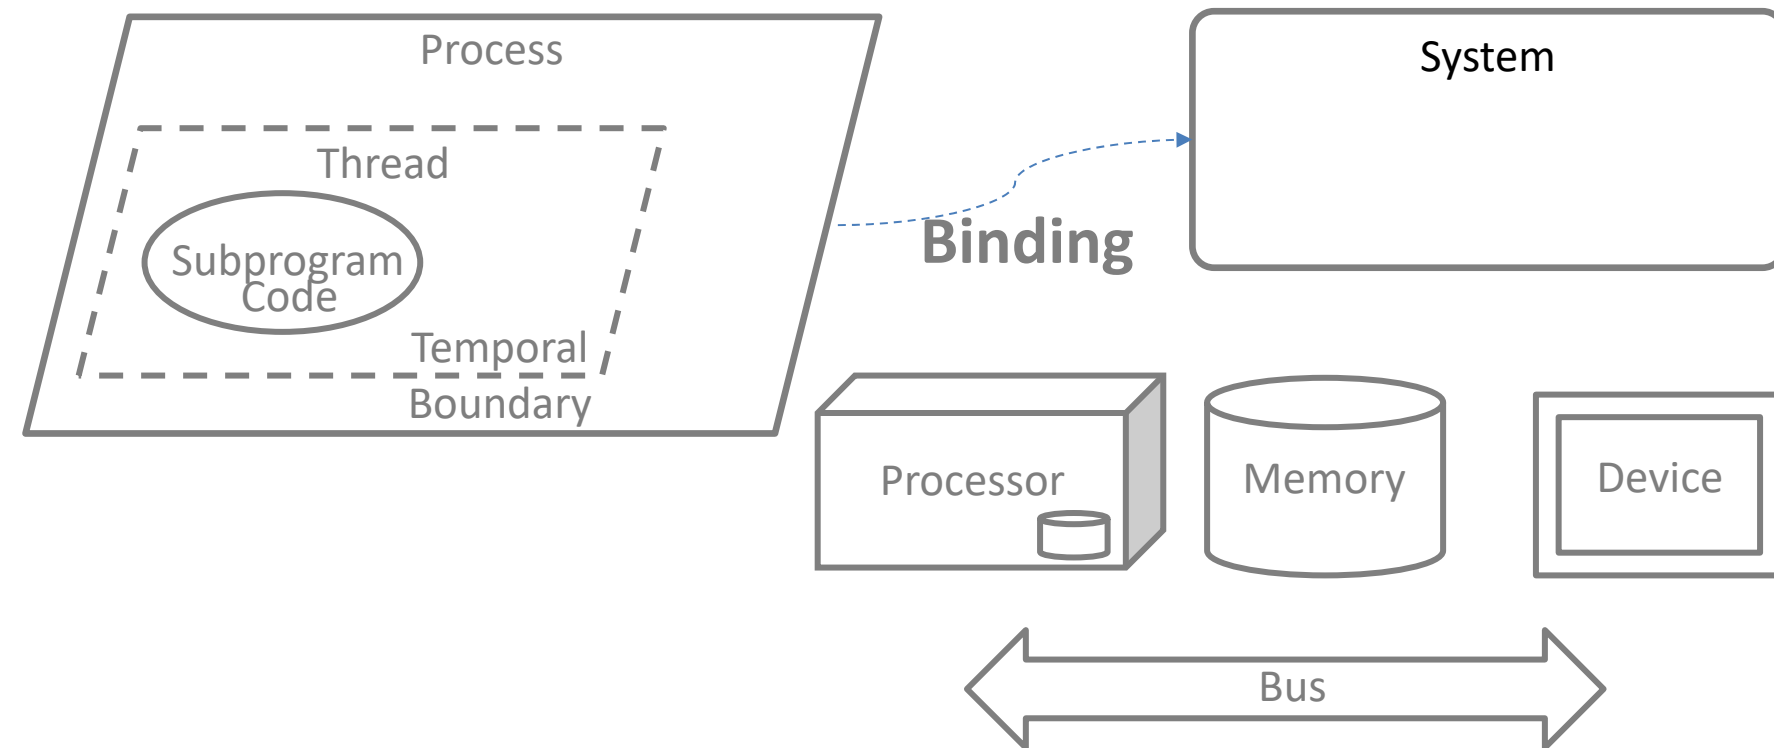 Process
System
Thread
Binding
Subprogram
Code
Temporal
Boundary
Processor
Memory
Device
Bus